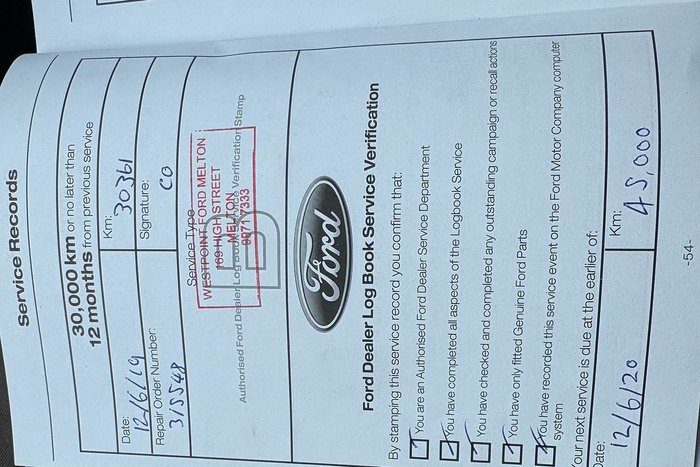 Service Records
30,000 km or no later than
12 months from previous service
Date: 12/6/19
Km: 30361
Repair Order Number: 315548
Signature: CO
Service Type
WESTPOINT FORD MELTON
169 HIGH STREET
MELTON
9971 7333
Authorised Ford Dealer Log Book Service Verification Stamp
Ford
Ford Dealer Log Book Service Verification
By stamping this service record you confirm that:
You are an Authorised Ford Dealer Service Department
You have completed all aspects of the Logbook Service
You have checked and completed any outstanding campaign or recall actions
You have only fitted Genuine Ford Parts
You have recorded this service event on the Ford Motor Company computer
system
Your next service is due at the earlier of:
Date: 12/6/20
Km: 45,000
-54-